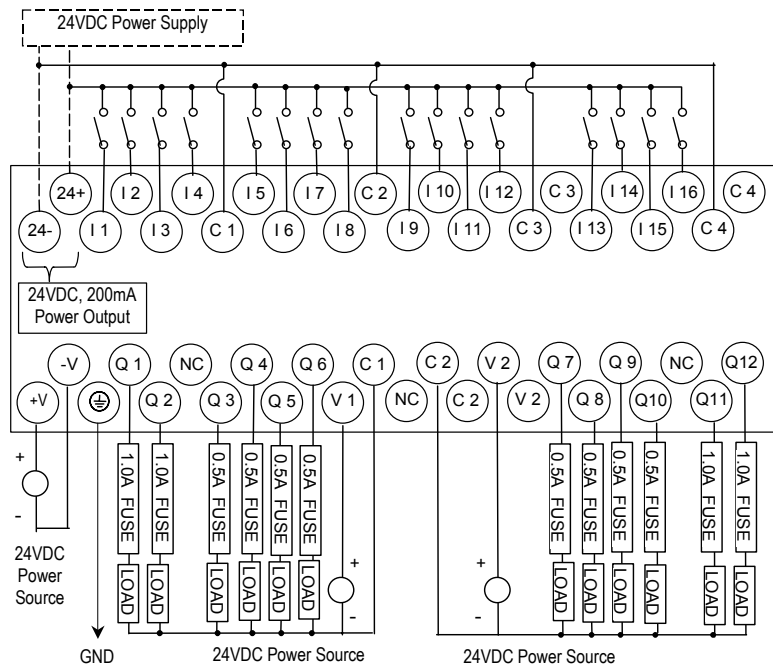 24VDC Power Supply
24+ I 2 I 4 I 5 I 7 C 2 I 10 I 12 C 3 I 14 I 16 C 4
24- I 1 I 3 C 1 I 6 I 8 I 9 I 11 C 3 I 13 I 15 C 4
24VDC, 200mA
Power Output
-V Q 1 NC Q 4 Q 6 C 1 C 2 V 2 Q 7 Q 9 NC Q12
+V Q 2 Q 3 Q 5 V 1 NC C 2 V 2 Q 8 Q10 Q11
+ 1.0A FUSE 1.0A FUSE 0.5A FUSE 0.5A FUSE 0.5A FUSE 0.5A FUSE 0.5A FUSE 0.5A FUSE 0.5A FUSE 0.5A FUSE 1.0A FUSE 1.0A FUSE
-
24VDC
Power
Source
+ +
LOAD LOAD LOAD LOAD LOAD LOAD LOAD LOAD LOAD LOAD LOAD LOAD
- -
GND
24VDC Power Source
24VDC Power Source